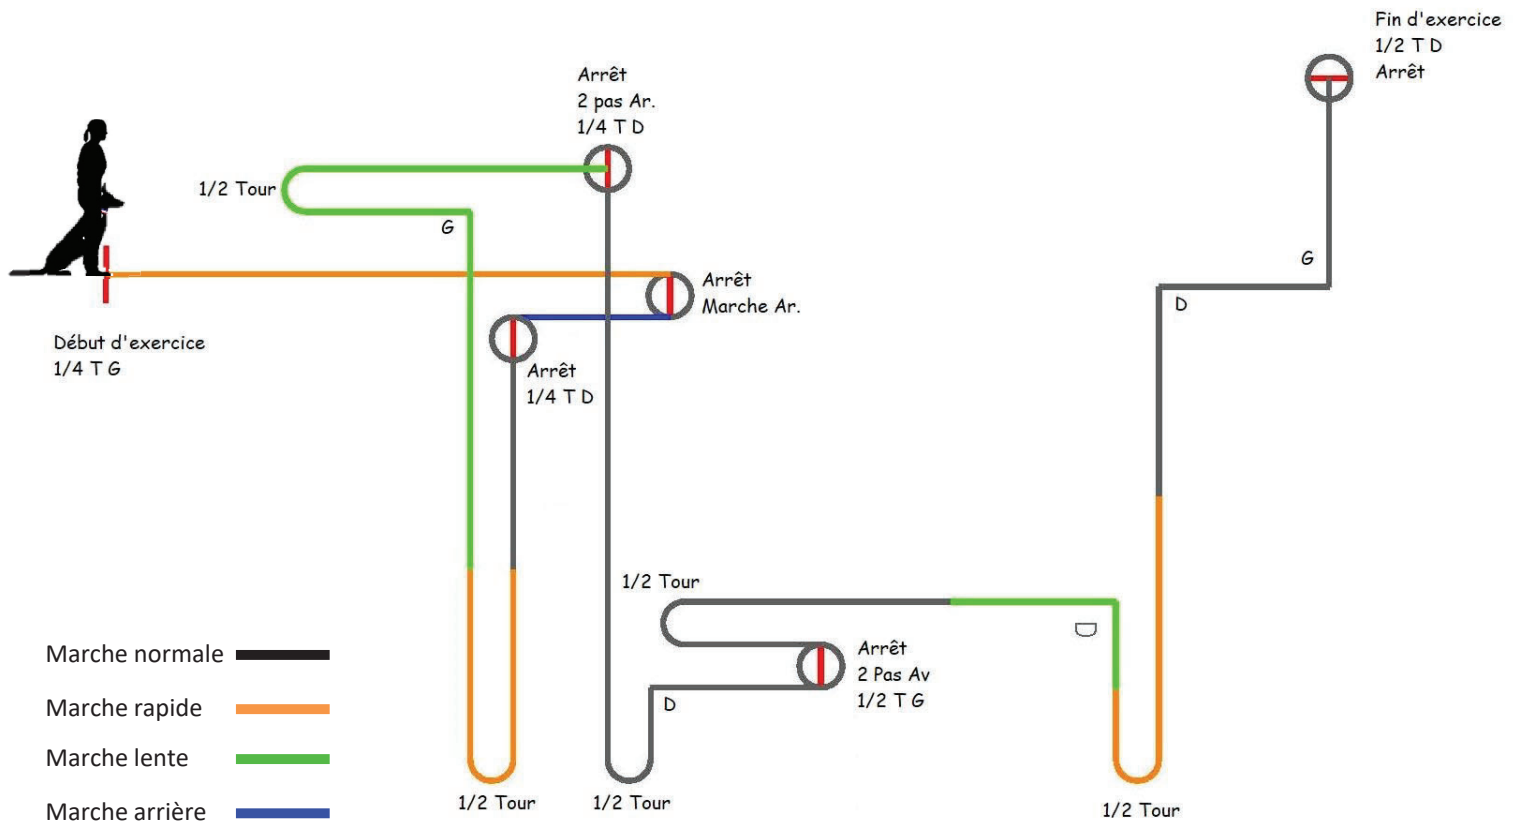 Fin d'exercice
1/2 T D
Arrêt
Arrêt
2 pas Ar.
1/4 T D
1/2 Tour
G
G
Arrêt
Marche Ar.
D
Début d'exercice
1/4 T G
Arrêt
1/4 T D
1/2 Tour
D
Arrêt
2 Pas Av
1/2 T G
D
Marche normale
Marche rapide
Marche lente
Marche arrière
1/2 Tour
1/2 Tour
1/2 Tour